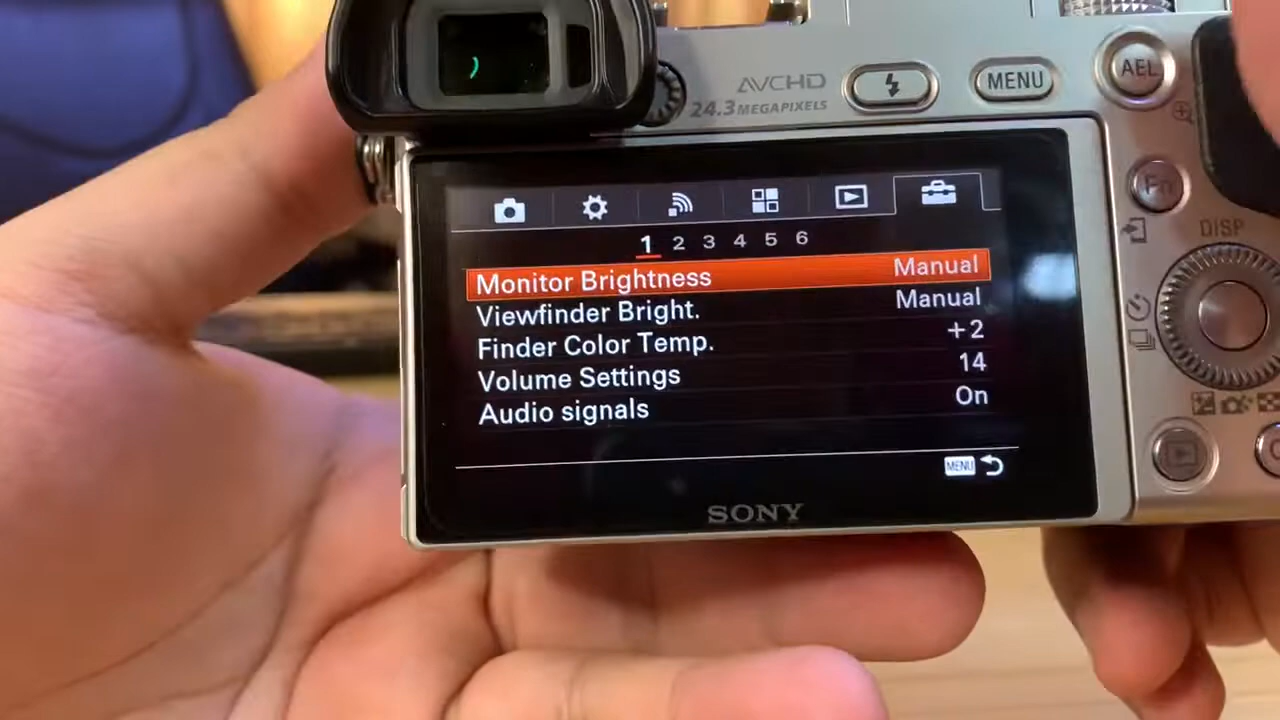 AVCHD
24.3 MEGAPIXELS
MENU
AEL
Fn
DISP
1 2 3 4 5 6
Monitor Brightness Manual
Viewfinder Bright. Manual
Finder Color Temp. +2
Volume Settings 14
Audio signals On
MENU
SONY